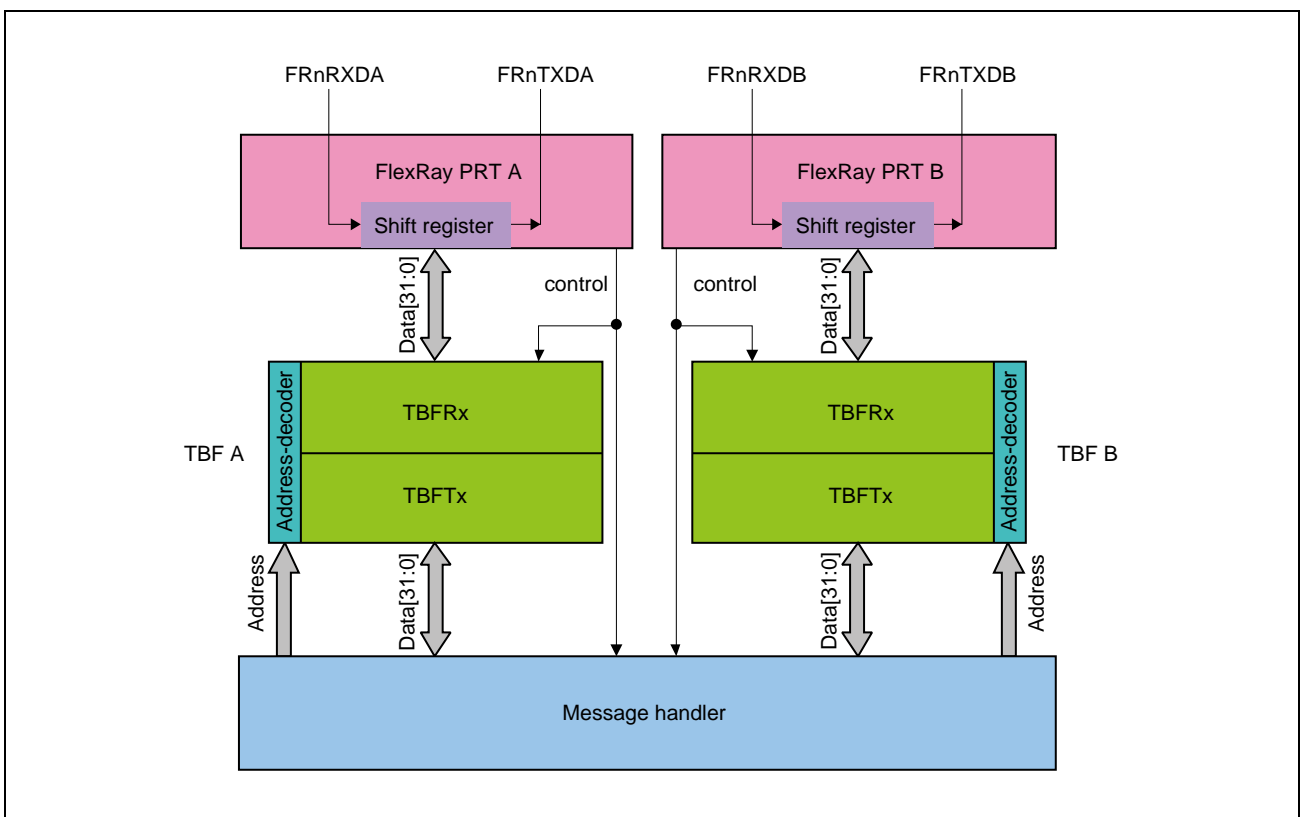 FRnRXDA
FRnTXDA
FRnRXDB
FRnTXDB
FlexRay PRT A
FlexRay PRT B
Shift register
Shift register
Data[31:0]
control
control
Data[31:0]
TBF A
Address-decoder
TBFRx
TBFTx
TBFRx
TBFTx
Address-decoder
TBF B
Address
Data[31:0]
Data[31:0]
Address
Message handler